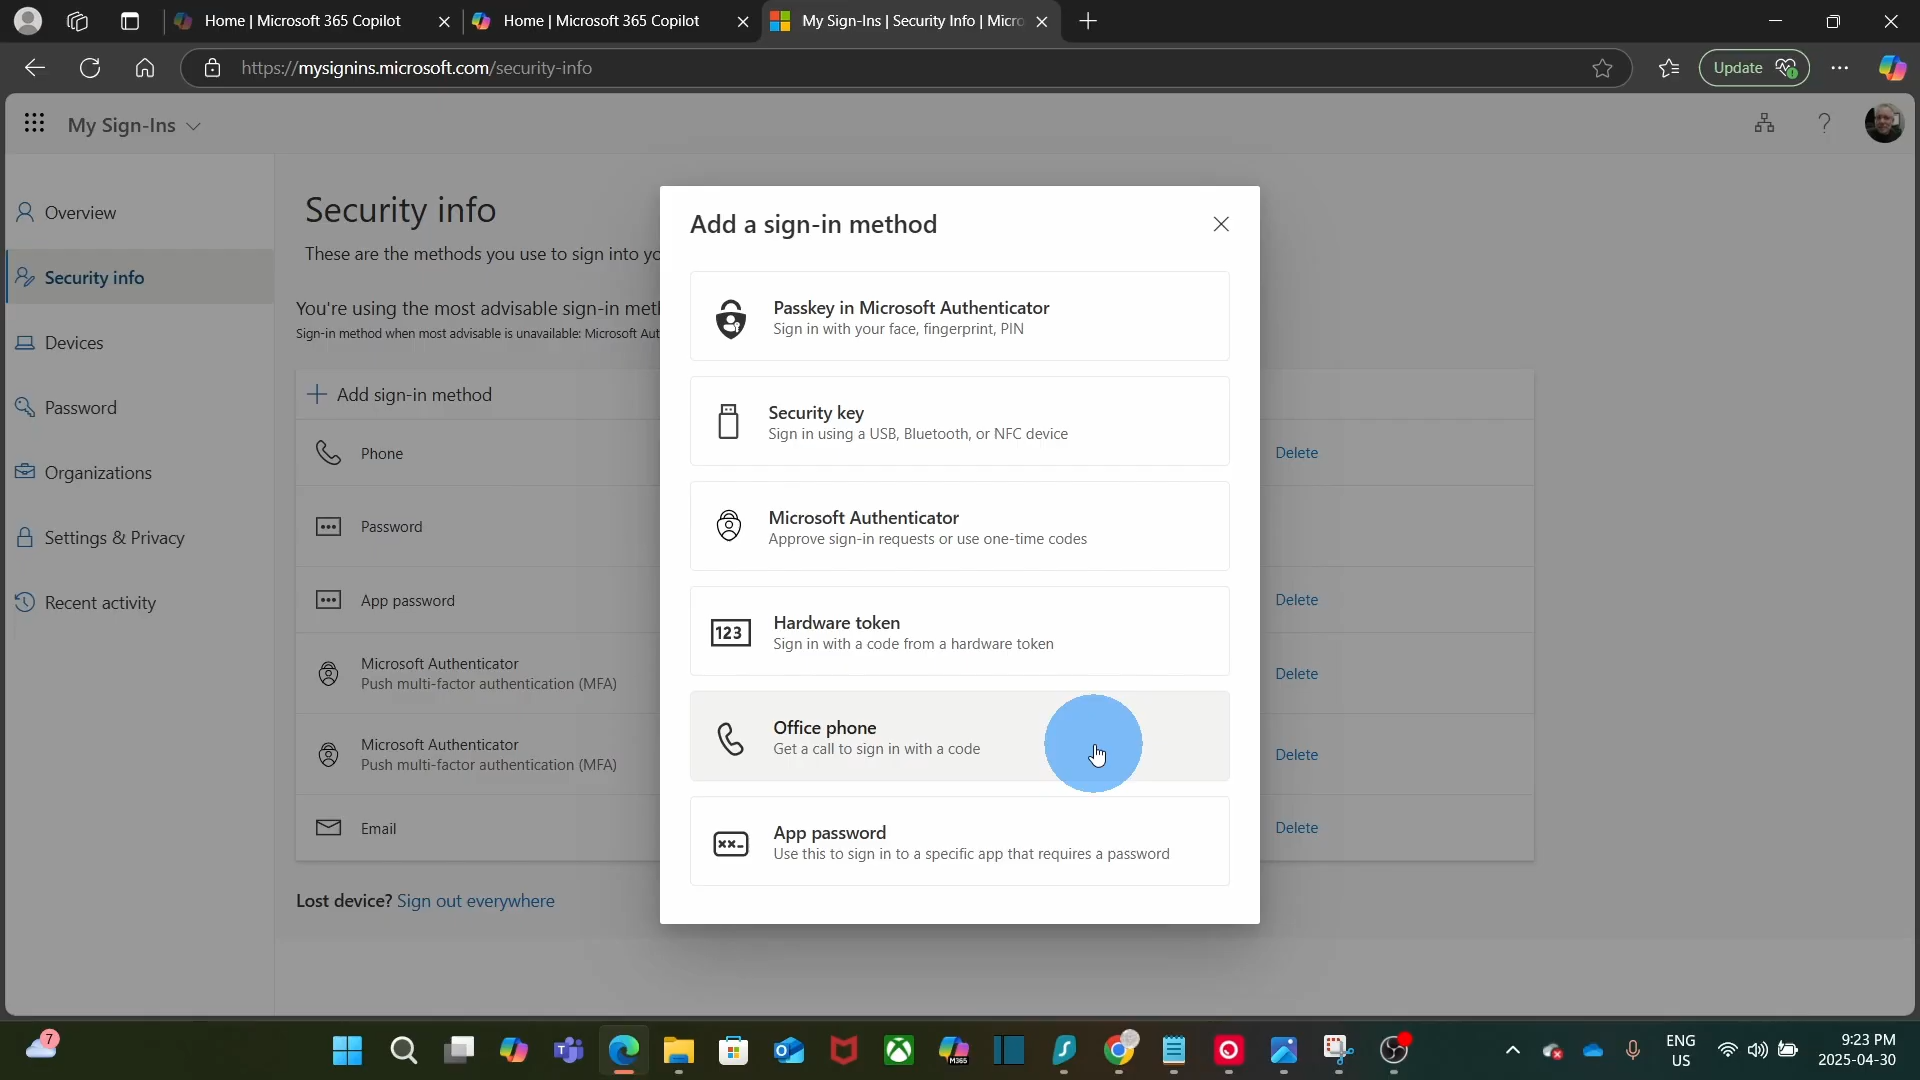 Home | Microsoft 365 Copilot
Home | Microsoft 365 Copilot
My Sign-Ins | Security Info | Micro
https://mysignins.microsoft.com/security-info
Update
My Sign-Ins
Overview
Security info
Devices
Password
Organizations
Settings & Privacy
Recent activity
Security info
These are the methods you use to sign into yo
You're using the most advisable sign-in met
Sign-in method when most advisable is unavailable: Microsoft Aut
Add sign-in method
Phone
Delete
Password
App password
Delete
Microsoft Authenticator
Push multi-factor authentication (MFA)
Delete
Microsoft Authenticator
Push multi-factor authentication (MFA)
Delete
Email
Delete
Lost device? Sign out everywhere
Add a sign-in method
Passkey in Microsoft Authenticator
Sign in with your face, fingerprint, PIN
Security key
Sign in using a USB, Bluetooth, or NFC device
Microsoft Authenticator
Approve sign-in requests or use one-time codes
123
Hardware token
Sign in with a code from a hardware token
Office phone
Get a call to sign in with a code
App password
Use this to sign in to a specific app that requires a password
7
M365
ENG
US
9:23 PM
2025-04-30